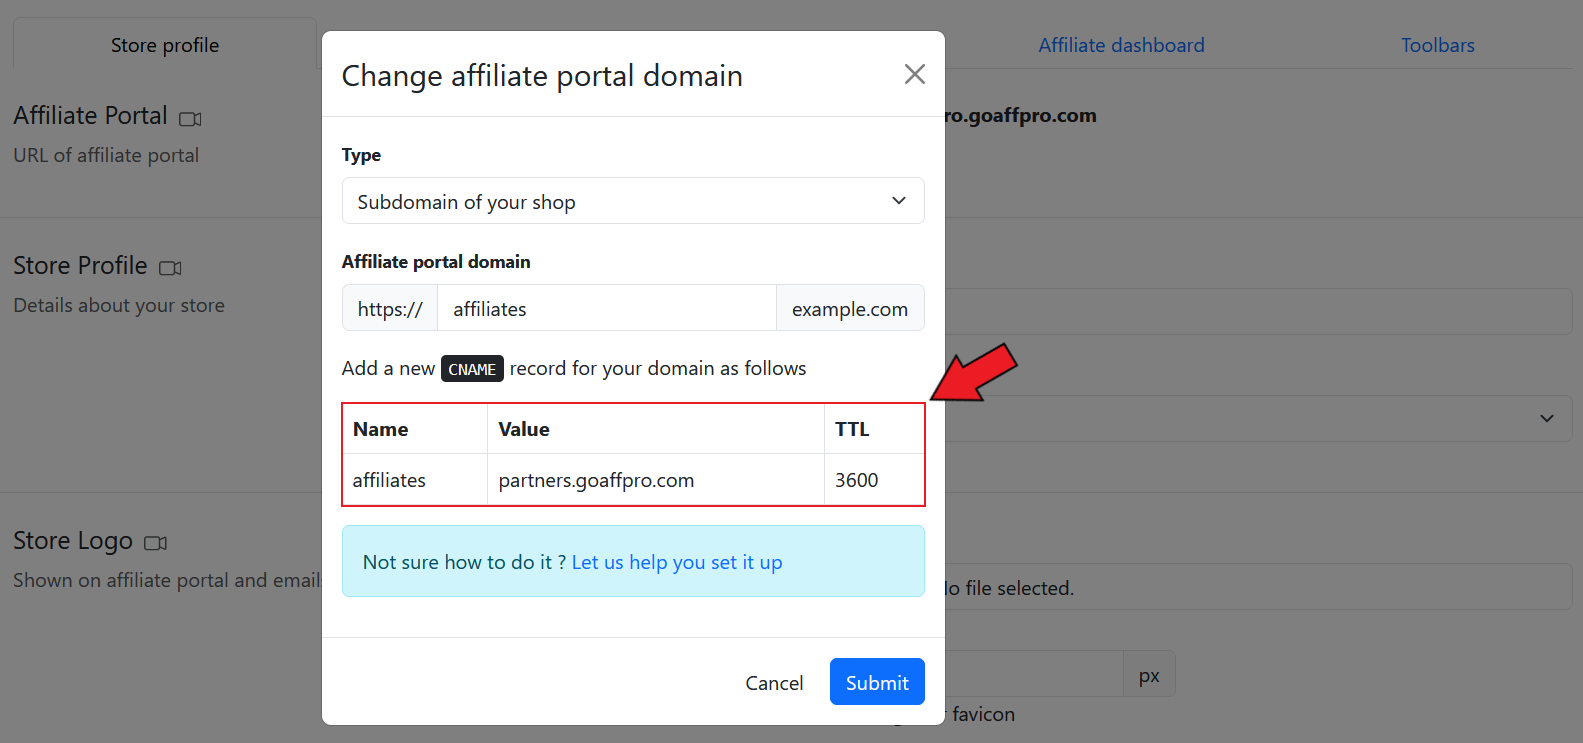 Store profile
Affiliate dashboard
Toolbars
Change affiliate portal domain
Affiliate Portal
ro.goaffpro.com
URL of affiliate portal
Type
Subdomain of your shop
Store Profile
Details about your store
Affiliate portal domain
https:// affiliates example.com
Add a new CNAME record for your domain as follows
Name Value TTL
affiliates partners.goaffpro.com 3600
Store Logo
Shown on affiliate portal and emails
Not sure how to do it ? Let us help you set it up
file selected.
Cancel Submit
px
favicon